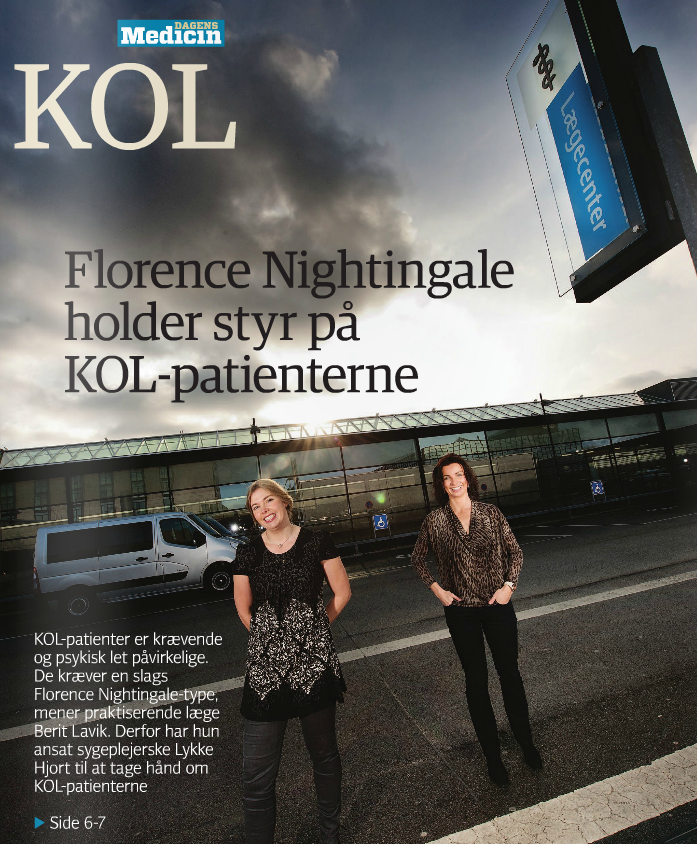 DAGENS
Medicin
KOL
Lægecenter
Florence Nightingale
holder styr på
KOL-patienterne
KOL-patienter er krævende
og psykisk let påvirkelige.
De kræver en slags
Florence Nightingale-type,
mener praktiserende læge
Berit Lavik. Derfor har hun
ansat sygeplejerske Lykke
Hjort til at tage hånd om
KOL-patienterne
Side 6-7